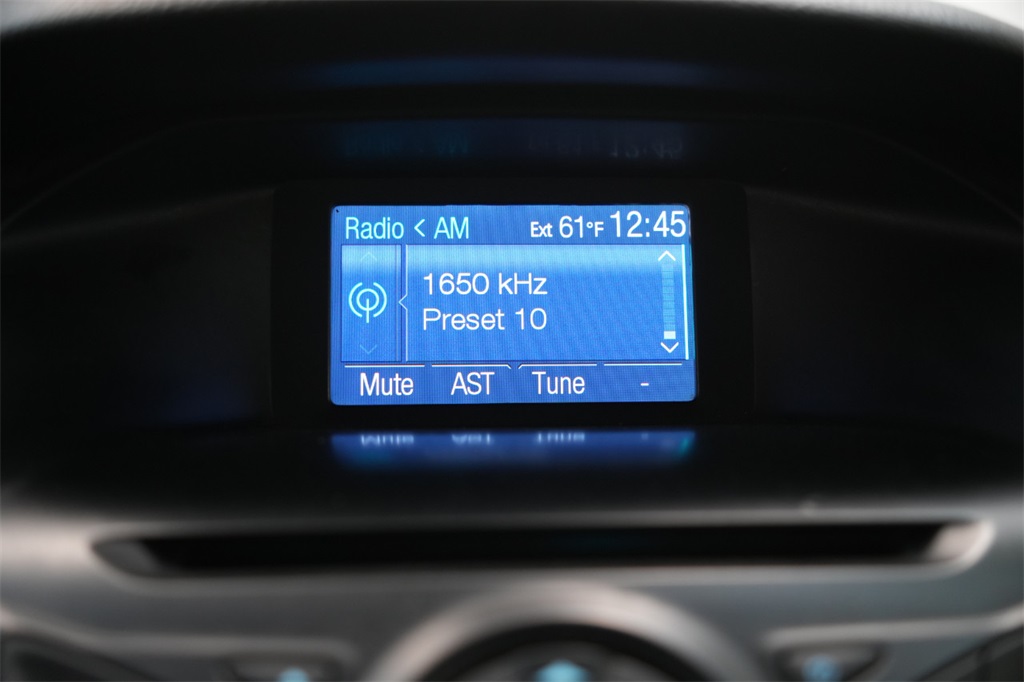 Radio < AM Ext 61°F 12:45
1650 kHz
Preset 10
Mute AST Tune -